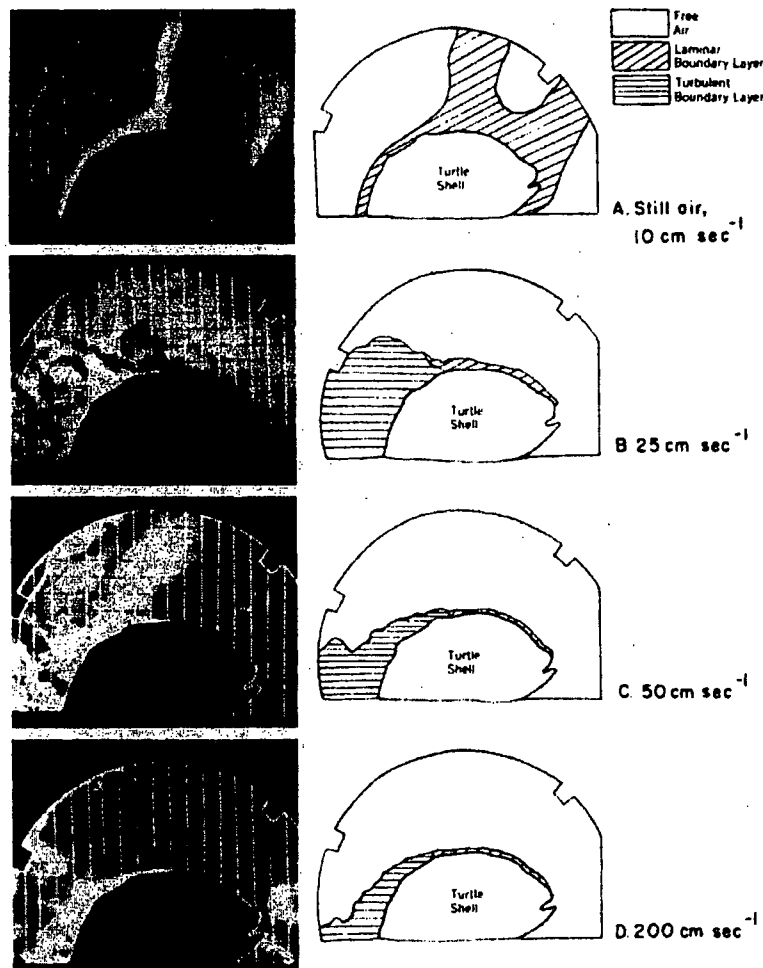 Free
Air
Laminar
Boundary Layer
Turbulent
Boundary Layer
Turtle
Shell
A. Still air,
10 cm sec⁻¹
Turtle
Shell
B 25 cm sec⁻¹
Turtle
Shell
C. 50 cm sec⁻¹
Turtle
Shell
D. 200 cm sec⁻¹